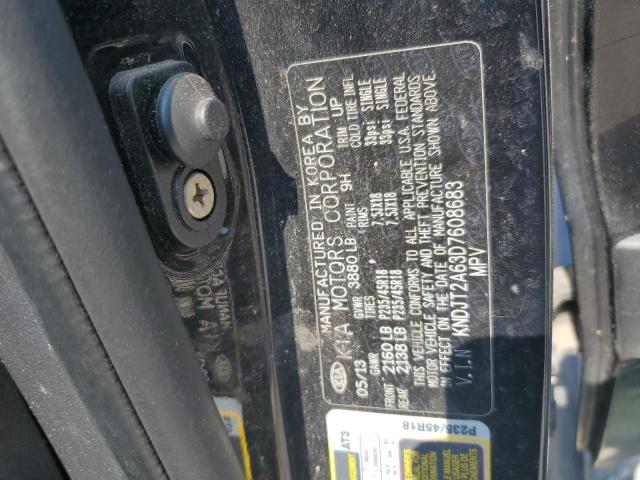 MANUFACTURED IN KOREA BY
KIA KIA MOTORS CORPORATION
05/13 GVWR 3880 LB PAINT 9H TRIM UP
GAWR TIRES RIMS COLD TIRE INFL
FRONT 2160 LB P235/45R18 7.5JX18 33psi SINGLE
REAR 2138 LB P235/45R18 7.5JX18 33psi SINGLE
THIS VEHICLE CONFORMS TO ALL APPLICABLE U.S.A. FEDERAL
MOTOR VEHICLE SAFETY AND THEFT PREVENTION STANDARDS
IN EFFECT ON THE DATE OF MANUFACTURE SHOWN ABOVE.
V.I.N KNDJT2A63D7608683
MPV
AT3
P235/45R18